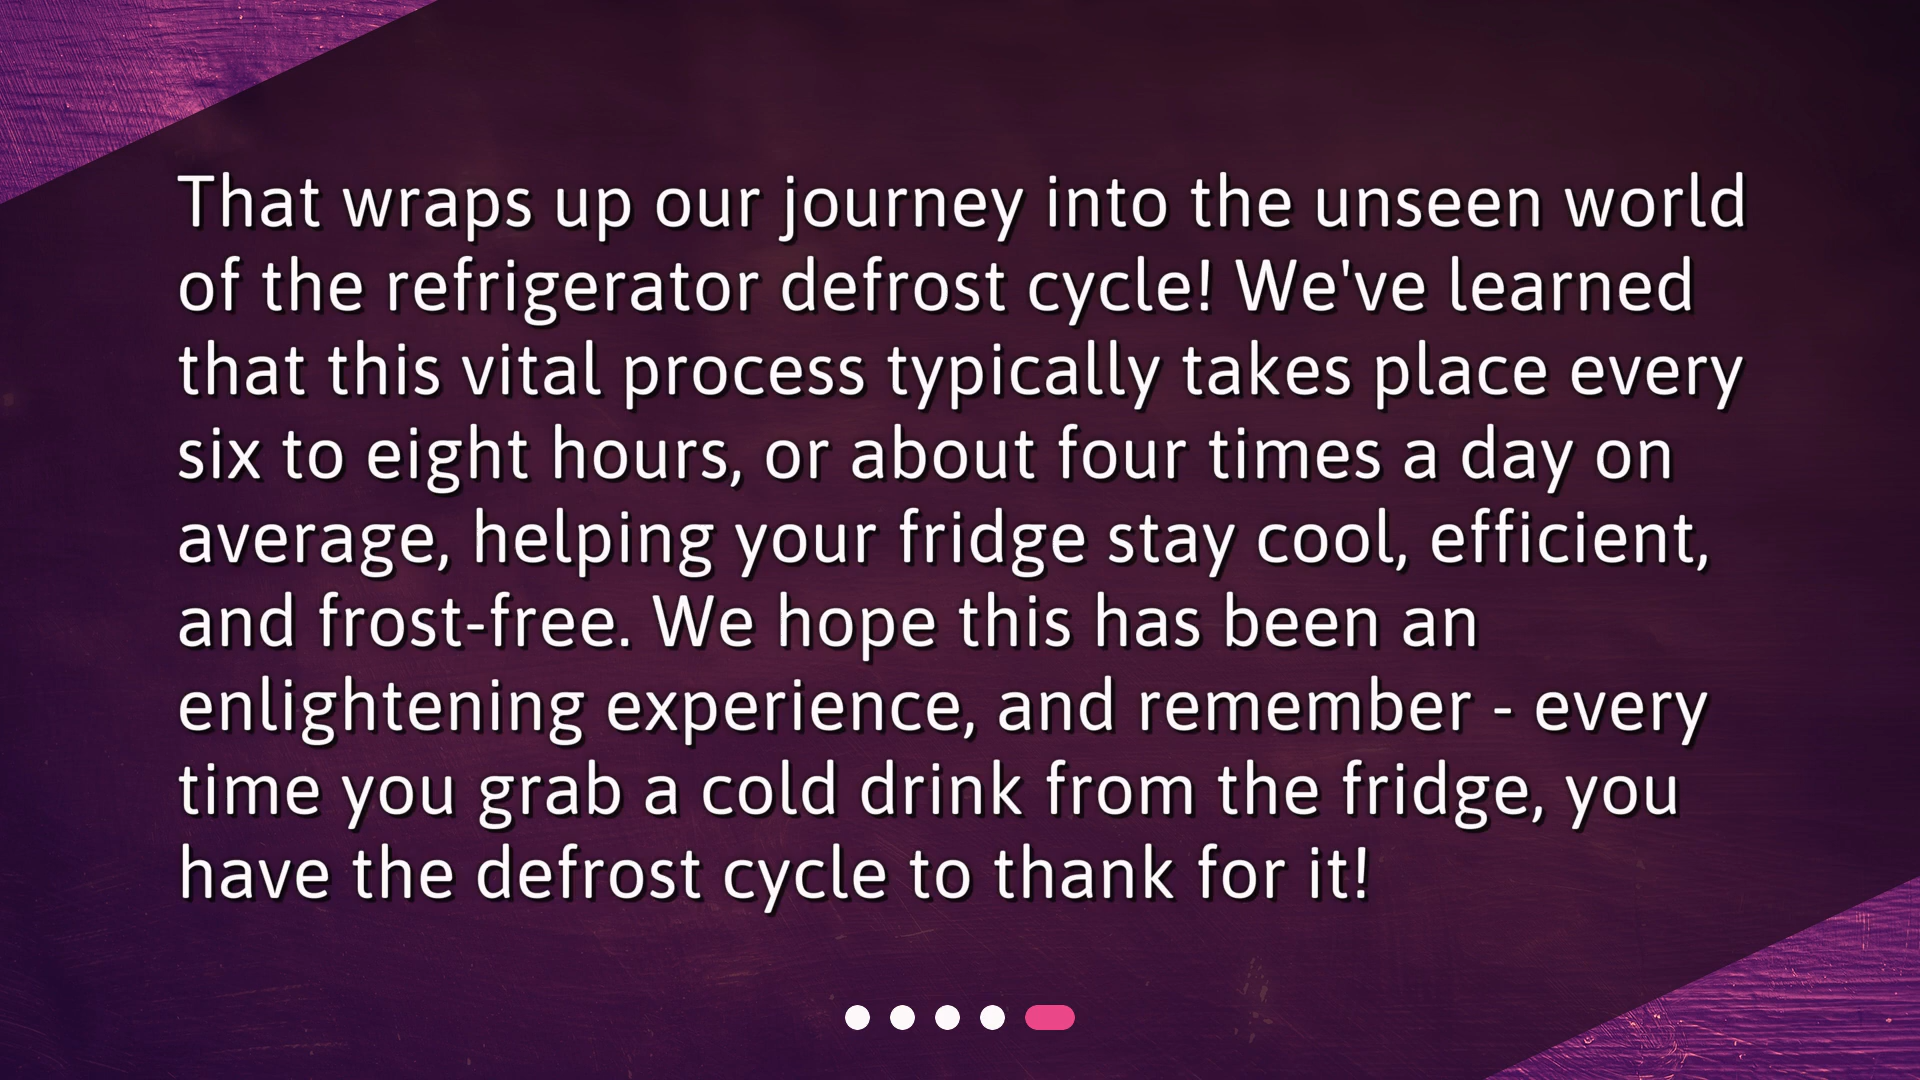 That wraps up our journey into the unseen world
of the refrigerator defrost cycle! We've learned
that this vital process typically takes place every
six to eight hours, or about four times a day on
average, helping your fridge stay cool, efficient,
and frost-free. We hope this has been an
enlightening experience, and remember - every
time you grab a cold drink from the fridge, you
have the defrost cycle to thank for it!